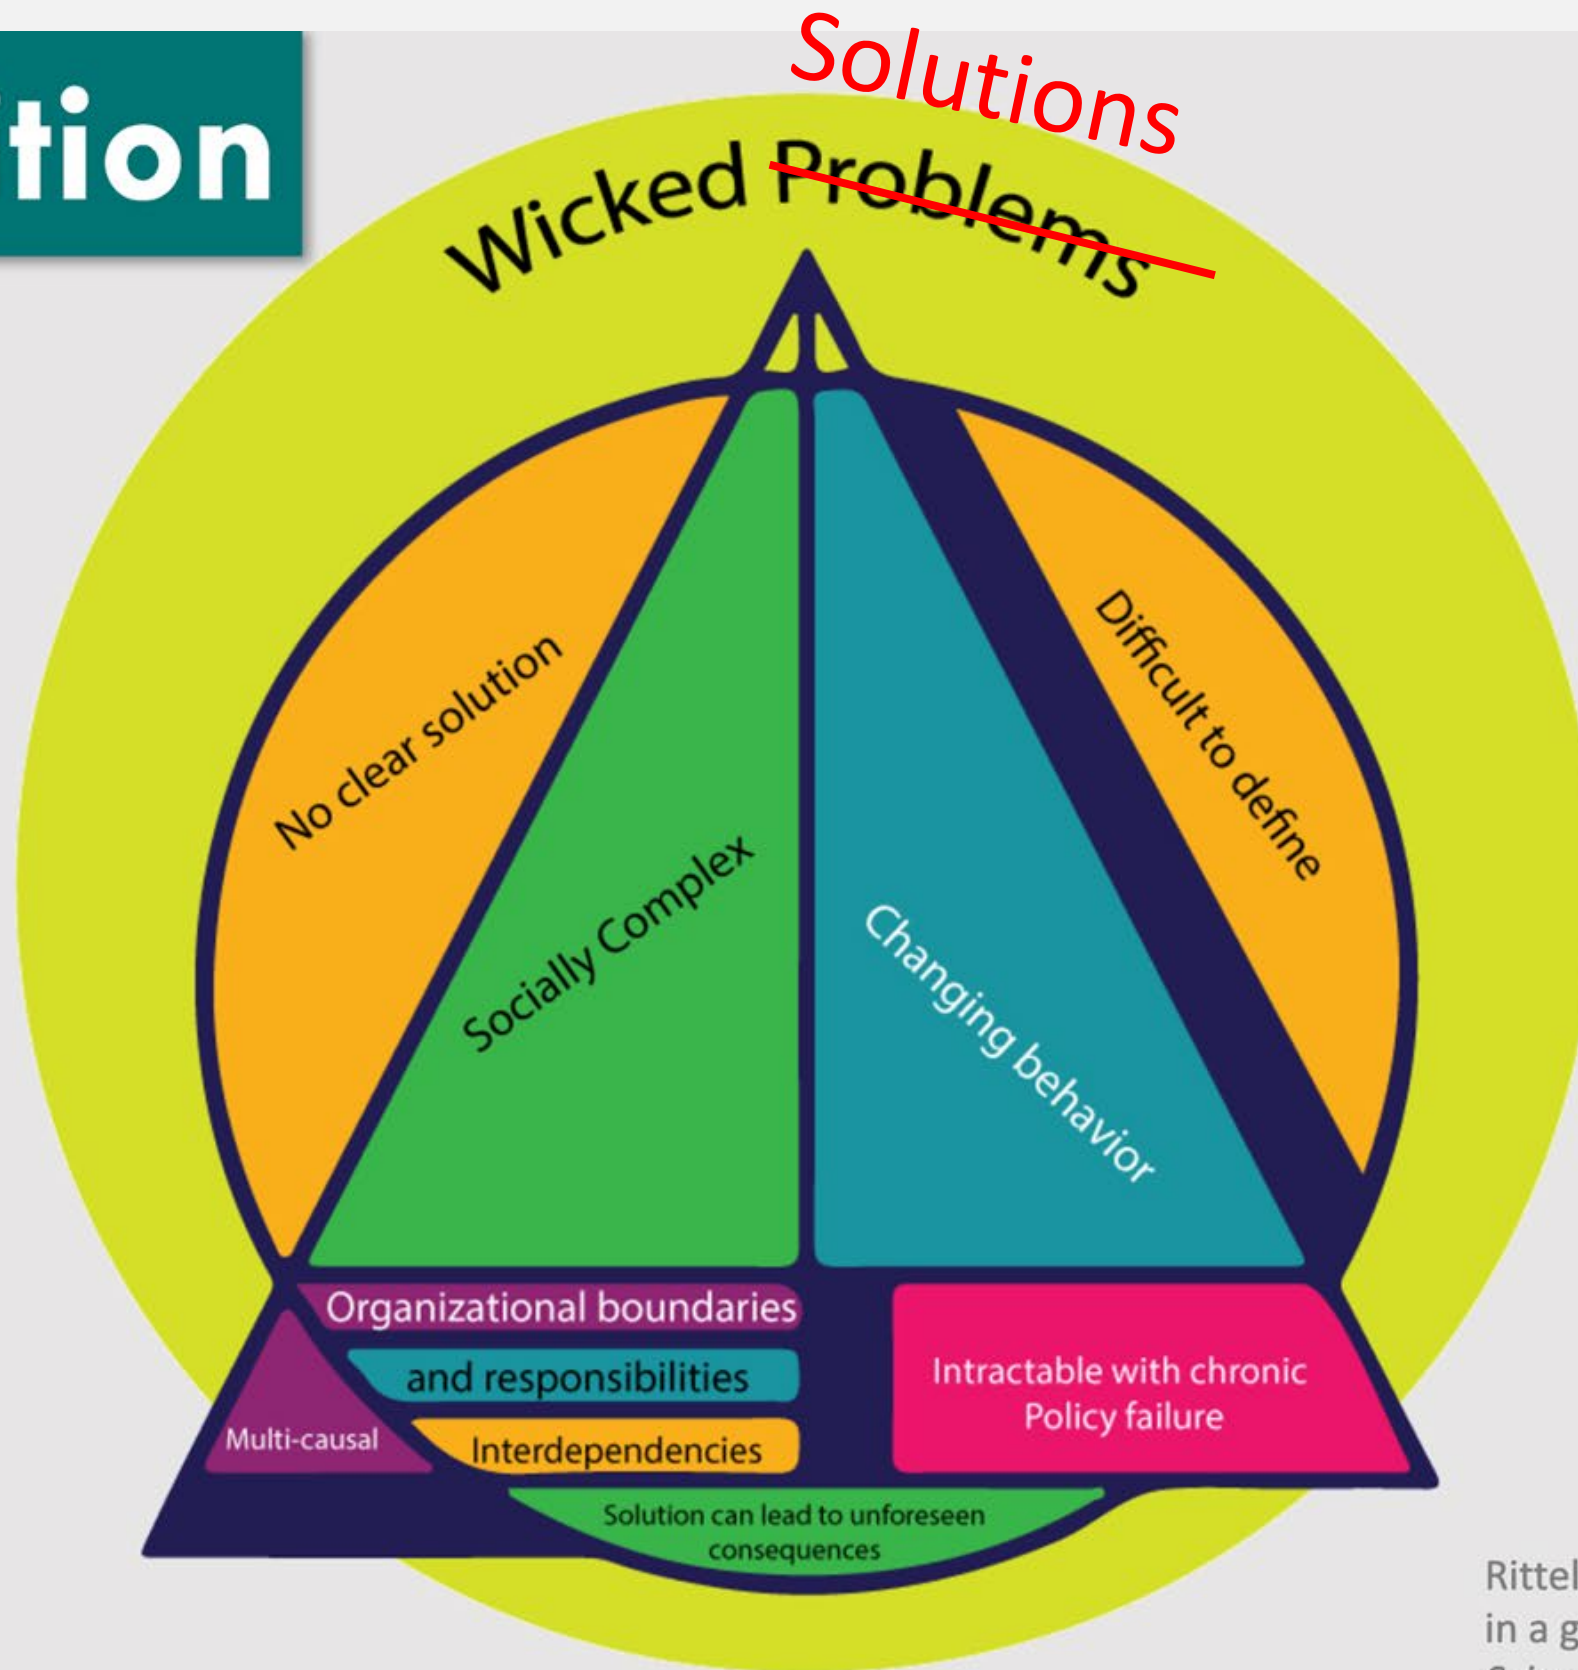 tion
Solutions
Wicked Problems
No clear solution
Difficult to define
Socially Complex
Changing behavior
Organizational boundaries
and responsibilities
Interdependencies
Multi-causal
Intractable with chronic
Policy failure
Solution can lead to unforeseen
consequences
Rittel
in a g